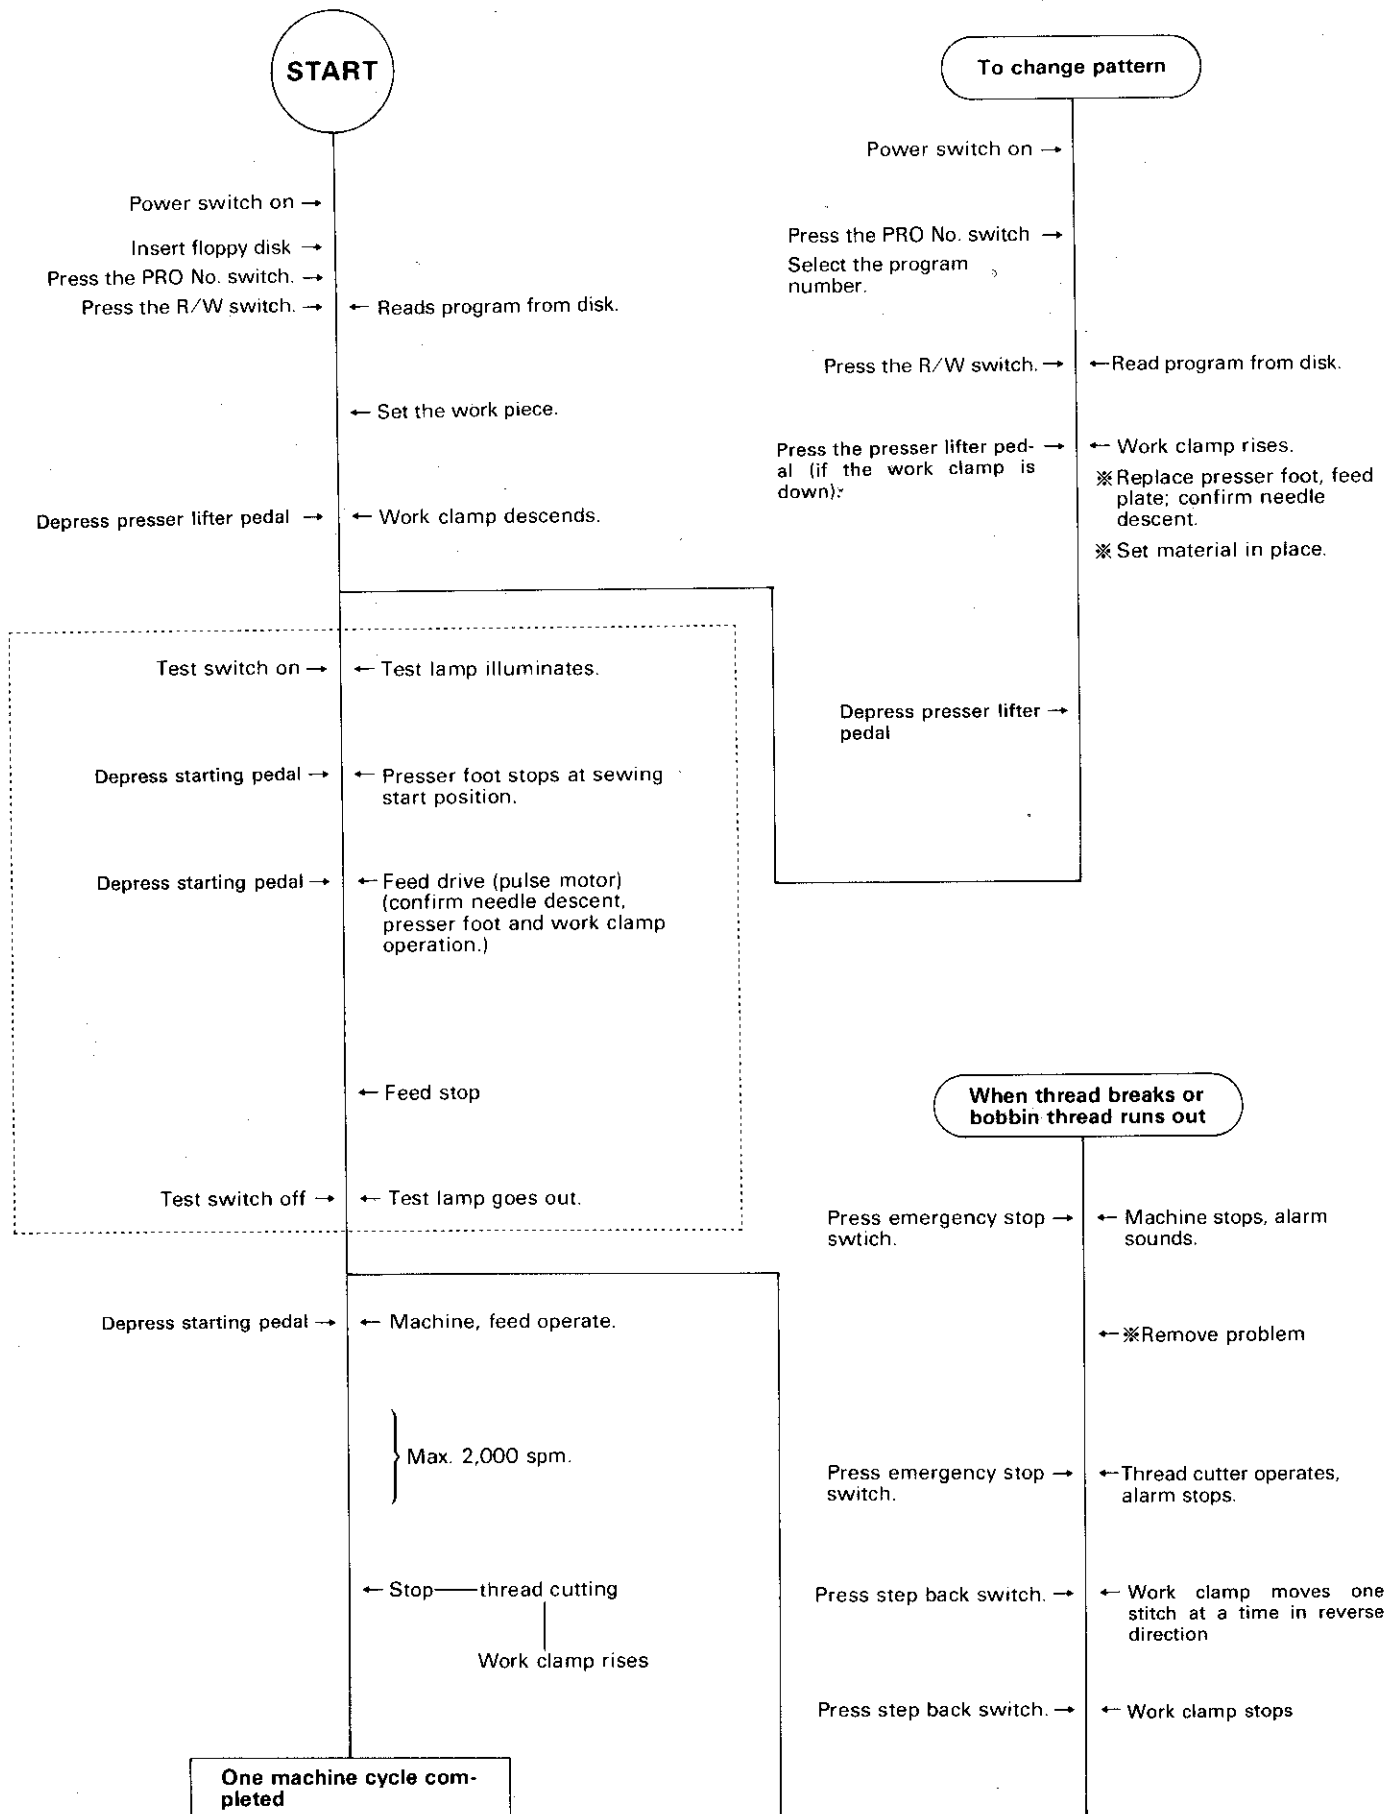 START
Power switch on →
Insert floppy disk →
Press the PRO No. switch. →
Press the R/W switch. →
← Reads program from disk.
← Set the work piece.
Depress presser lifter pedal →
← Work clamp descends.
Test switch on →
← Test lamp illuminates.
Depress starting pedal →
← Presser foot stops at sewing
start position.
Depress starting pedal →
← Feed drive (pulse motor)
(confirm needle descent,
presser foot and work clamp
operation.)
← Feed stop
Test switch off →
← Test lamp goes out.
Depress starting pedal →
← Machine, feed operate.
Max. 2,000 spm.
← Stop——thread cutting
Work clamp rises
One machine cycle com-
pleted
To change pattern
Power switch on →
Press the PRO No. switch →
Select the program
number.
Press the R/W switch. →
← Read program from disk.
Press the presser lifter ped- →
al (if the work clamp is
down).
← Work clamp rises.
※ Replace presser foot, feed
plate; confirm needle
descent.
※ Set material in place.
Depress presser lifter →
pedal
When thread breaks or
bobbin thread runs out
Press emergency stop →
swtich.
← Machine stops, alarm
sounds.
← ※Remove problem
Press emergency stop →
switch.
← Thread cutter operates,
alarm stops.
Press step back switch. →
← Work clamp moves one
stitch at a time in reverse
direction
Press step back switch. →
← Work clamp stops